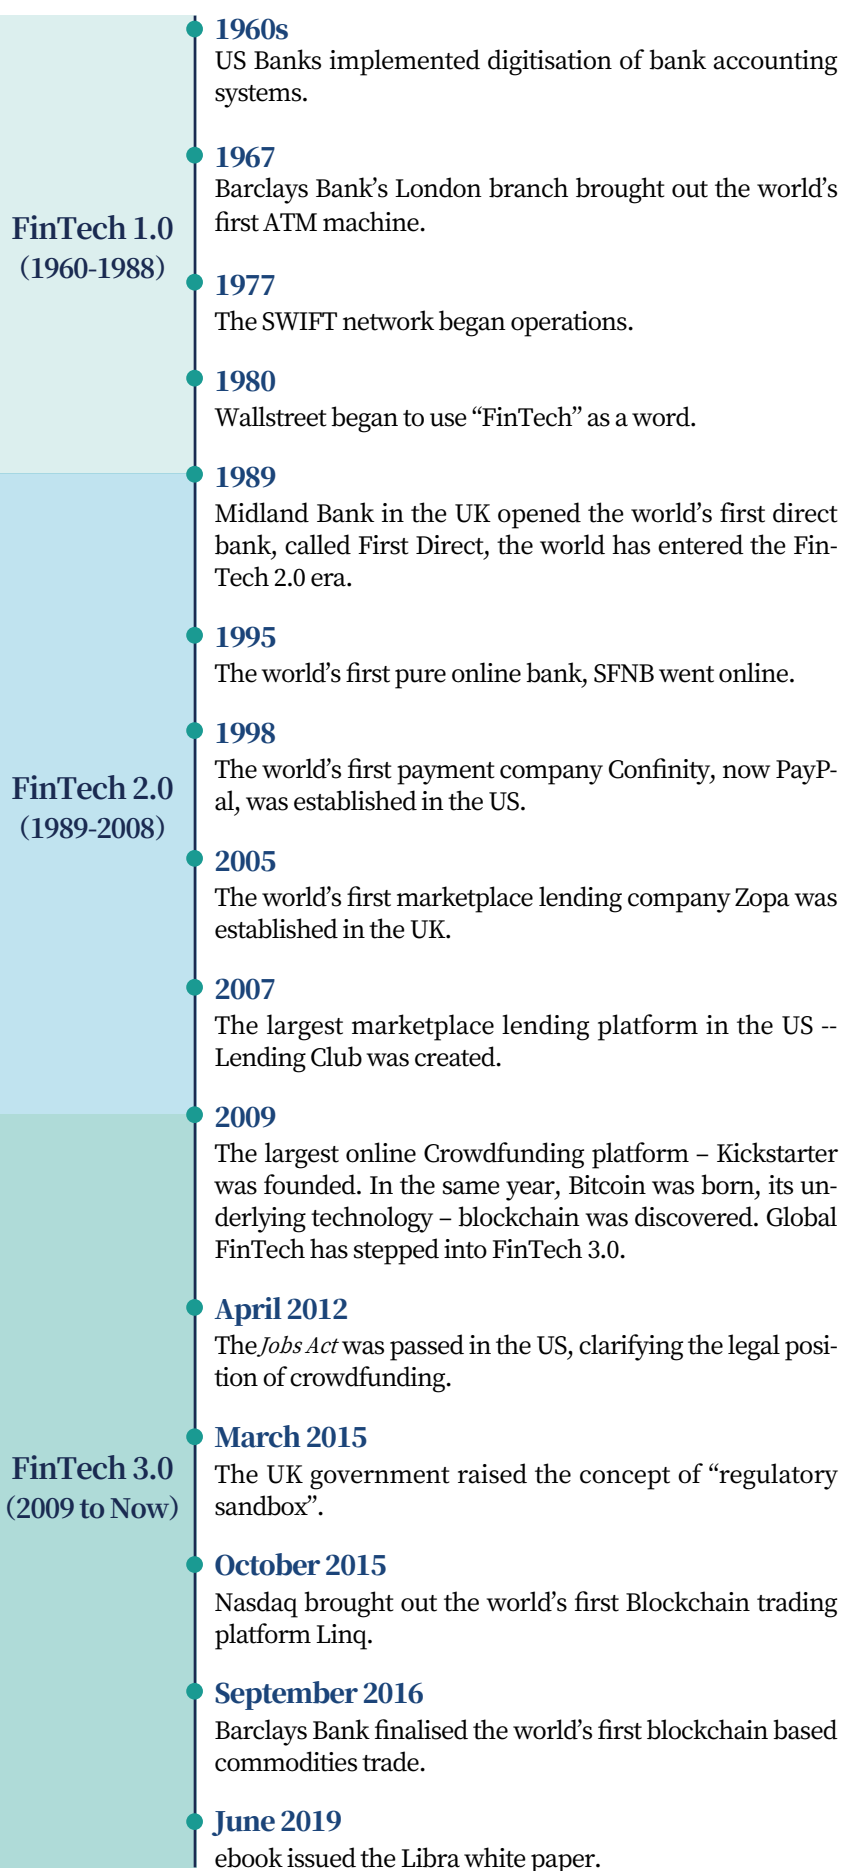 1960s
US Banks implemented digitisation of bank accounting
systems.
1967
Barclays Bank’s London branch brought out the world’s
first ATM machine.
FinTech 1.0
(1960-1988)
1977
The SWIFT network began operations.
1980
Wallstreet began to use “FinTech” as a word.
1989
Midland Bank in the UK opened the world’s first direct
bank, called First Direct, the world has entered the Fin-
Tech 2.0 era.
1995
The world’s first pure online bank, SFNB went online.
1998
The world’s first payment company Confinity, now PayP-
al, was established in the US.
FinTech 2.0
(1989-2008)
2005
The world’s first marketplace lending company Zopa was
established in the UK.
2007
The largest marketplace lending platform in the US --
Lending Club was created.
2009
The largest online Crowdfunding platform – Kickstarter
was founded. In the same year, Bitcoin was born, its un-
derlying technology – blockchain was discovered. Global
FinTech has stepped into FinTech 3.0.
April 2012
The Jobs Act was passed in the US, clarifying the legal posi-
tion of crowdfunding.
March 2015
The UK government raised the concept of “regulatory
sandbox”.
FinTech 3.0
(2009 to Now)
October 2015
Nasdaq brought out the world’s first Blockchain trading
platform Linq.
September 2016
Barclays Bank finalised the world’s first blockchain based
commodities trade.
June 2019
ebook issued the Libra white paper.